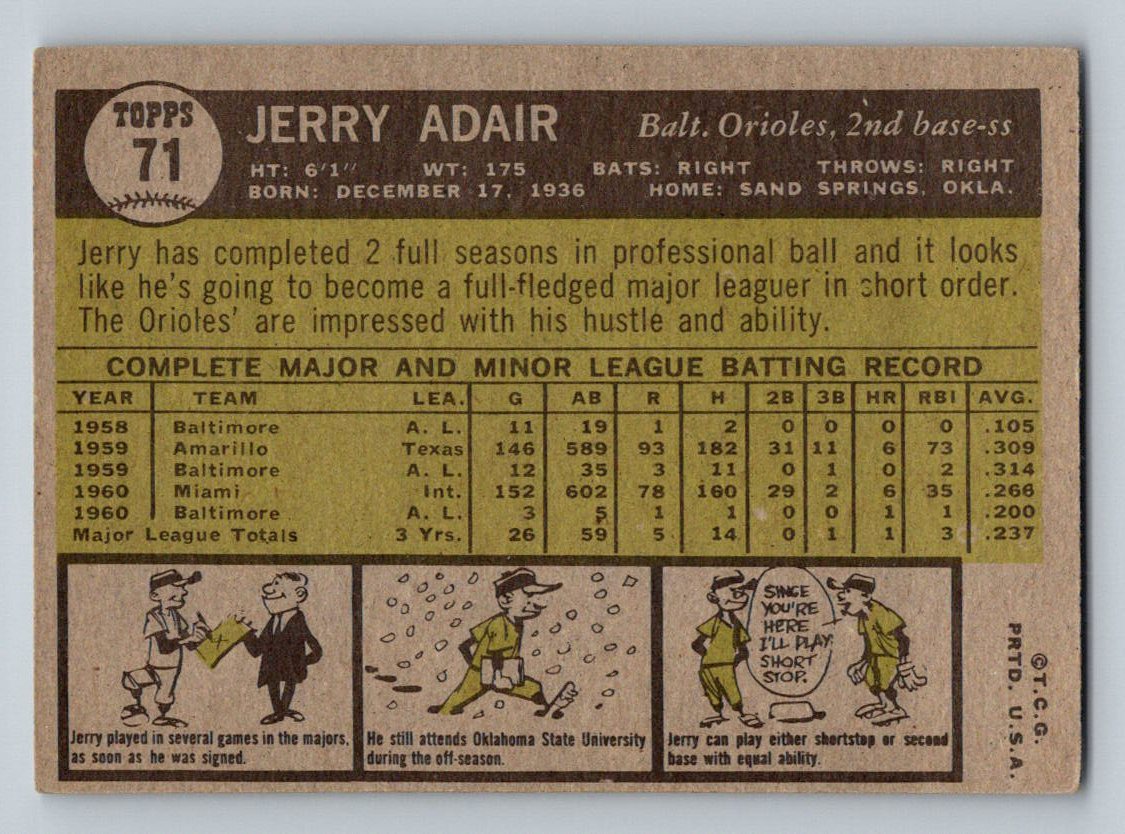 TOPPS
71
JERRY ADAIR
Balt. Orioles, 2nd base-ss
HT: 6'1" WT: 175 BATS: RIGHT THROWS: RIGHT
BORN: DECEMBER 17, 1936 HOME: SAND SPRINGS, OKLA.
Jerry has completed 2 full seasons in professional ball and it looks
like he's going to become a full-fledged major leaguer in short order.
The Orioles' are impressed with his hustle and ability.
COMPLETE MAJOR AND MINOR LEAGUE BATTING RECORD
YEAR TEAM LEA. G AB R H 2B 3B HR RBI AVG.
1958 Baltimore A. L. 11 19 1 2 0 0 0 0 .105
1959 Amarillo Texas 146 589 93 182 31 11 6 73 .309
1959 Baltimore A. L. 12 35 3 11 0 1 0 2 .314
1960 Miami Int. 152 602 78 160 29 2 6 35 .266
1960 Baltimore A. L. 3 5 1 1 0 0 1 1 .200
Major League Totals 3 Yrs. 26 59 5 14 0 1 1 3 .237
Jerry played in several games in the majors,
as soon as he was signed.
He still attends Oklahoma State University
during the off-season.
SINCE
YOU'RE
HERE
I'LL PLAY
SHORT
STOP.
Jerry can play either shortstop or second
base with equal ability.
©T.C.G.
PRTD. U.S.A.